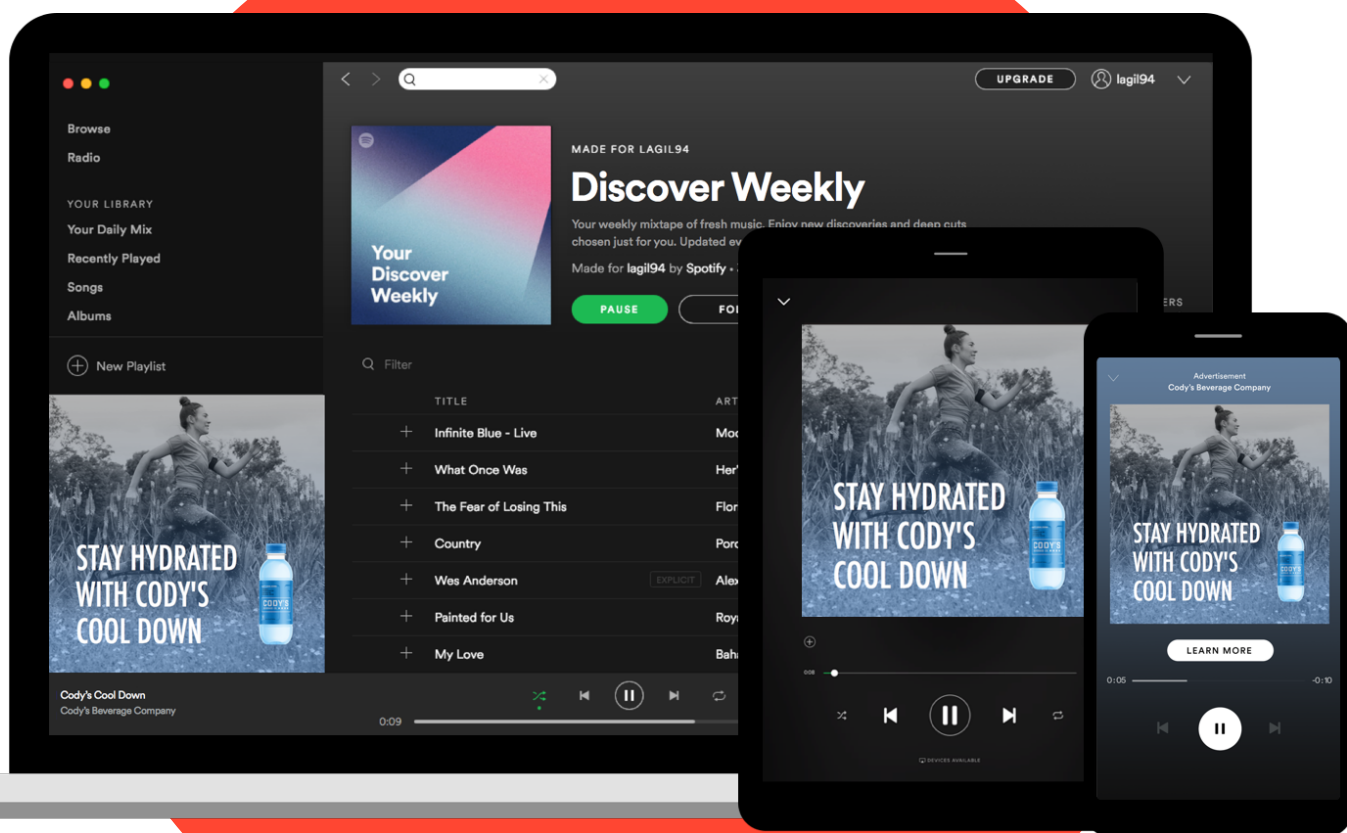 UPGRADE
lagil94
Browse
Radio
YOUR LIBRARY
Your Daily Mix
Recently Played
Songs
Albums
New Playlist
Your
Discover
Weekly
MADE FOR LAGIL94
Discover Weekly
Your weekly mixtape of fresh music. Enjoy new discoveries and deep cuts
chosen just for you. Updated
Made for lagil94 by Spotify •
PAUSE
Filter
TITLE
Infinite Blue - Live
What Once Was
The Fear of Losing This
Country
Wes Anderson EXPLICIT
Painted for Us
My Love
STAY HYDRATED
WITH CODY'S
COOL DOWN
CODY'S
Cody's Cool Down
Cody's Beverage Company
0:09
STAY HYDRATED
WITH CODY'S
COOL DOWN
CODY'S
DEVICES AVAILABLE
Advertisement
Cody's Beverage Company
STAY HYDRATED
WITH CODY'S
COOL DOWN
CODY'S
LEARN MORE
0:05 -0:10